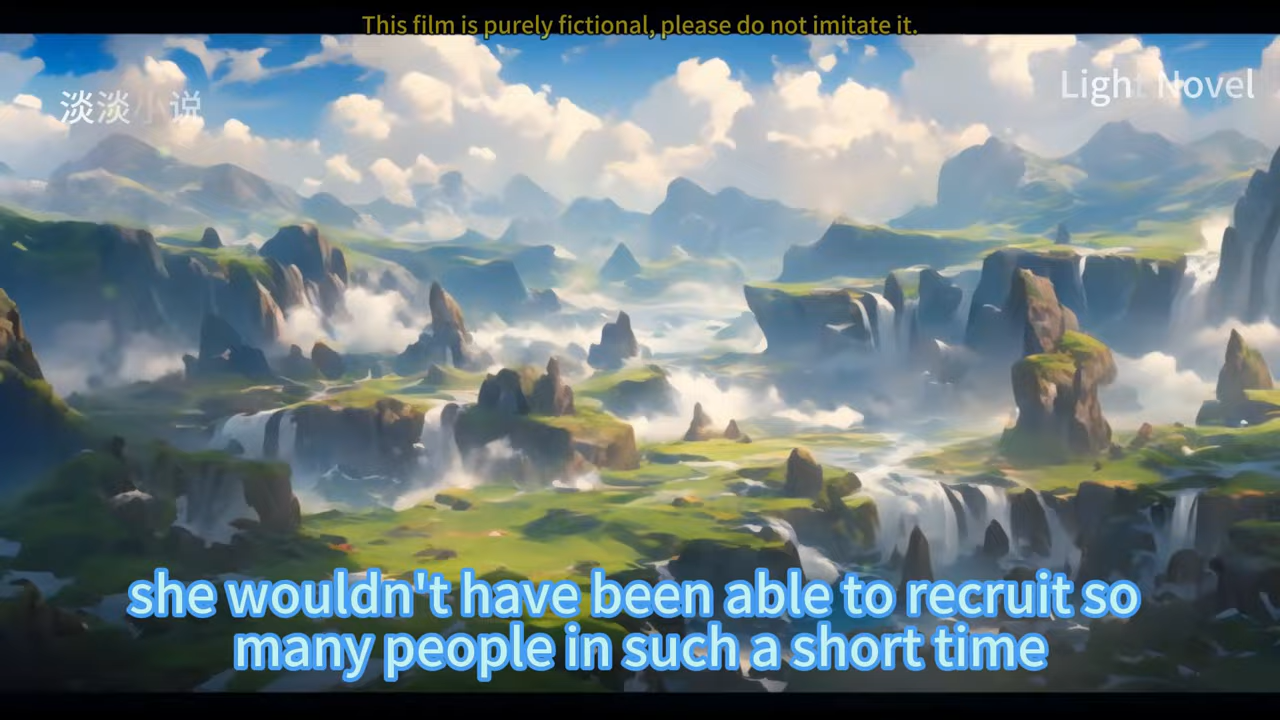 This film is purely fictional, please do not imitate it.
淡淡小说
Light Novel
she wouldn't have been able to recruit so
many people in such a short time